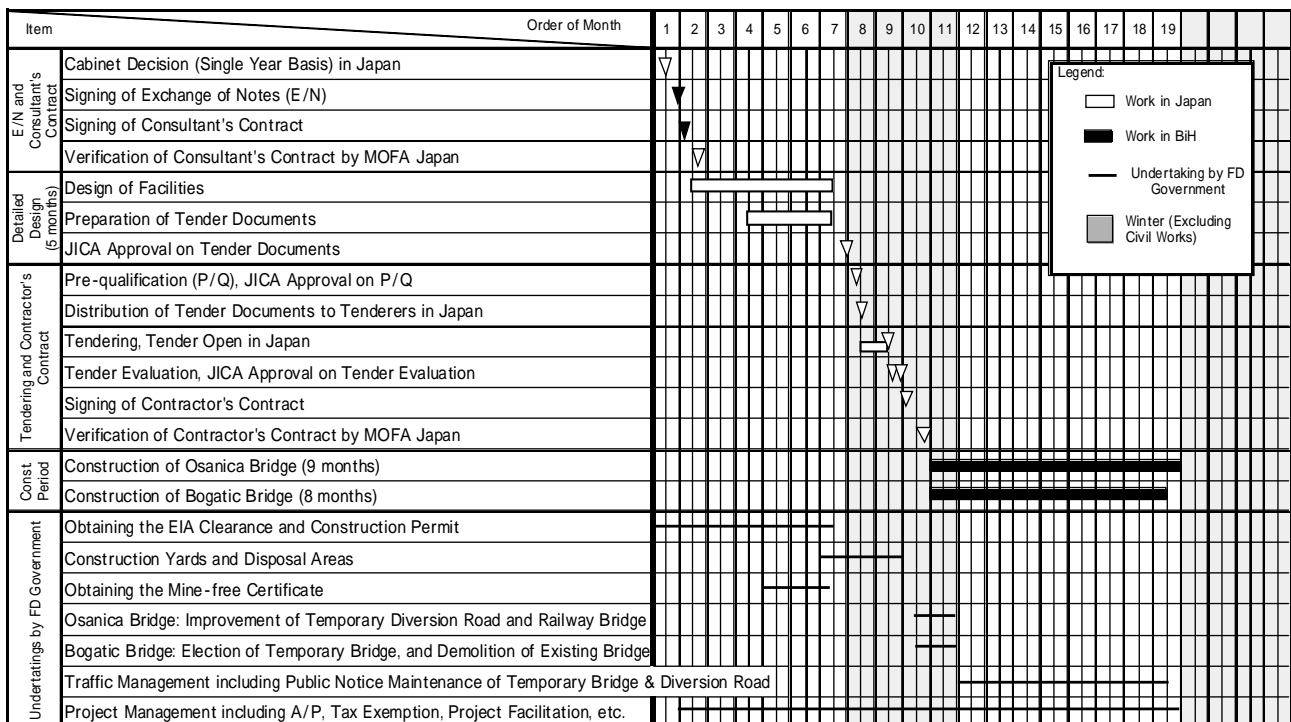 Item
Order of Month
1 2 3 4 5 6 7 8 9 10 11 12 13 14 15 16 17 18 19
E/N and
Consultant's
Contract
Cabinet Decision (Single Year Basis) in Japan
Signing of Exchange of Notes (E/N)
Signing of Consultant's Contract
Verification of Consultant's Contract by MOFA Japan
Detailed
Design
(5 months)
Design of Facilities
Preparation of Tender Documents
JICA Approval on Tender Documents
Tendering and Contractor's
Contract
Pre-qualification (P/Q), JICA Approval on P/Q
Distribution of Tender Documents to Tenderers in Japan
Tendering, Tender Open in Japan
Tender Evaluation, JICA Approval on Tender Evaluation
Signing of Contractor's Contract
Verification of Contractor's Contract by MOFA Japan
Const.
Period
Construction of Osanica Bridge (9 months)
Construction of Bogatic Bridge (8 months)
Undertatings by FD Government
Obtaining the EIA Clearance and Construction Permit
Construction Yards and Disposal Areas
Obtaining the Mine-free Certificate
Osanica Bridge: Improvement of Temporary Diversion Road and Railway Bridge
Bogatic Bridge: Election of Temporary Bridge, and Demolition of Existing Bridge
Traffic Management including Public Notice Maintenance of Temporary Bridge & Diversion Road
Project Management including A/P, Tax Exemption, Project Facilitation, etc.
Legend:
Work in Japan
Work in BiH
Undertaking by FD
Government
Winter (Excluding
Civil Works)